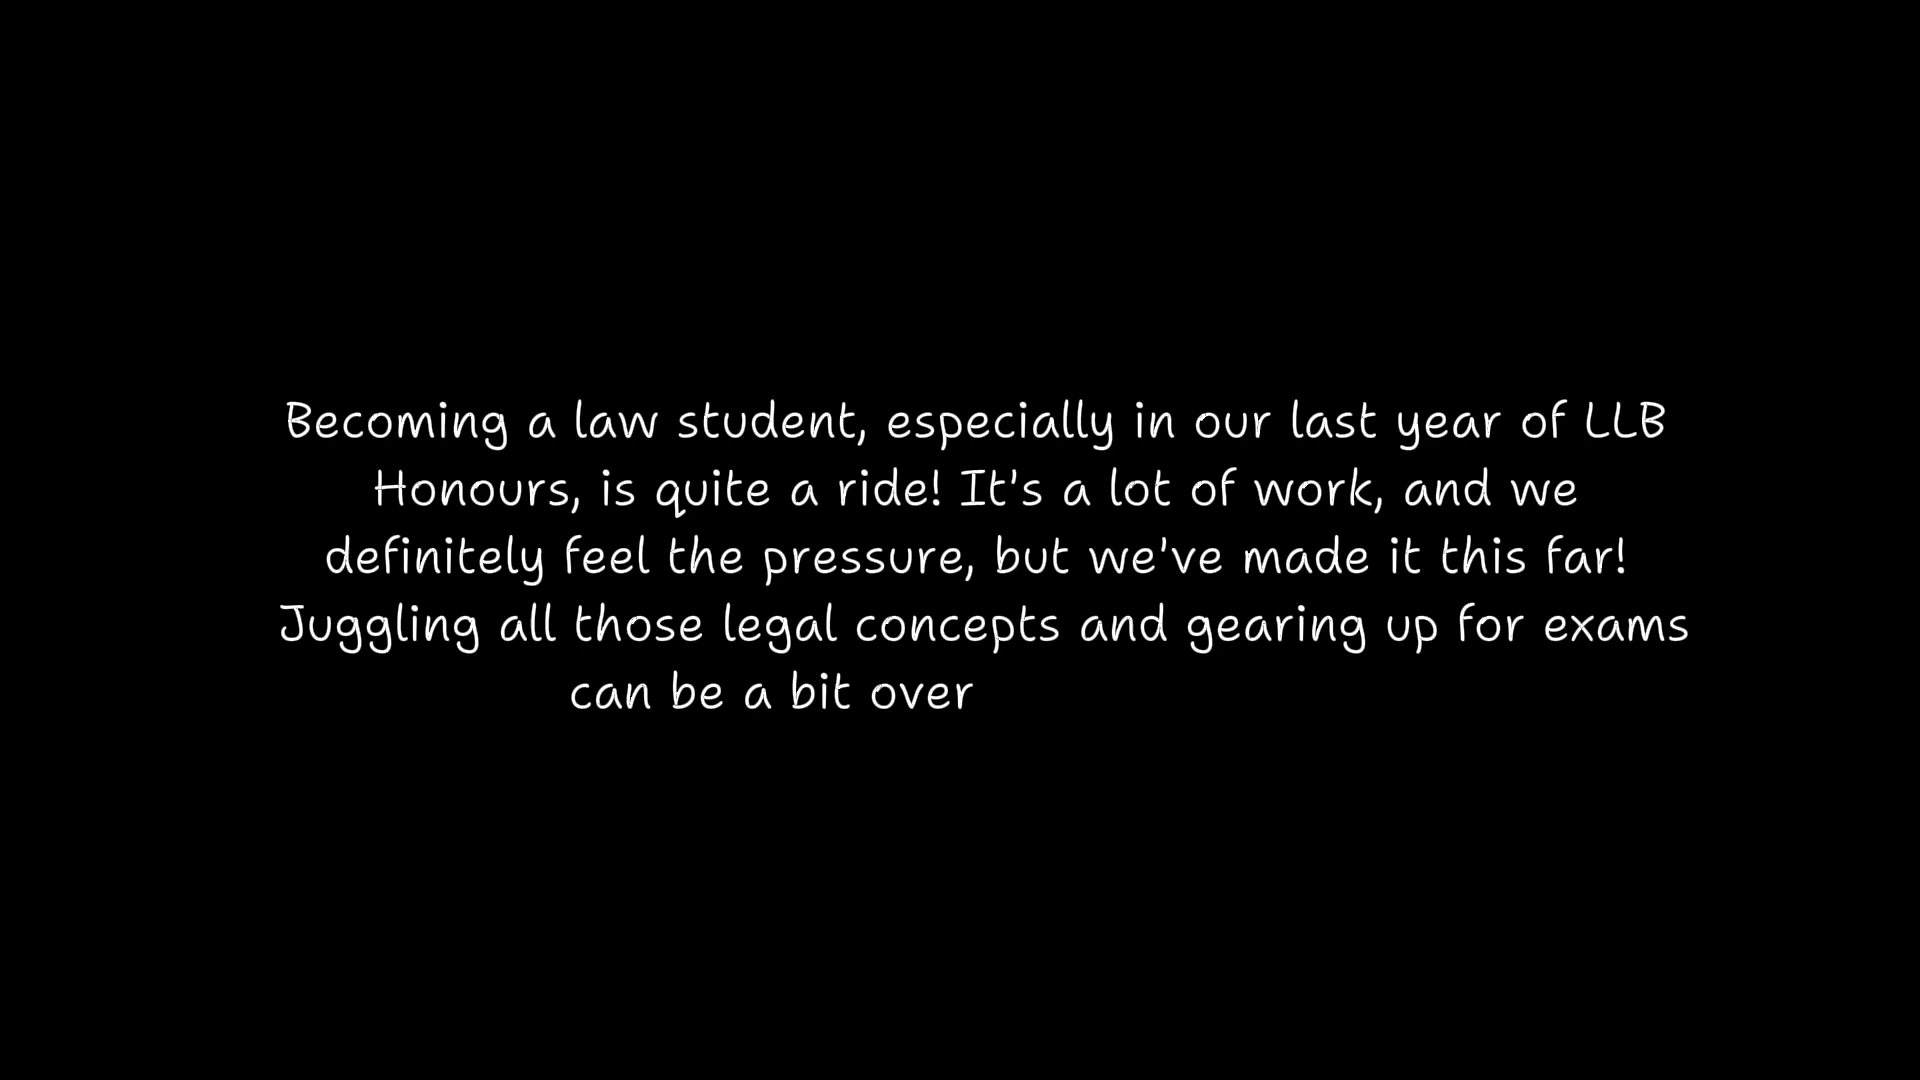 Becoming a law student, especially in our last year of LLB
Honours, is quite a ride! It's a lot of work, and we
definitely feel the pressure, but we've made it this far!
Juggling all those legal concepts and gearing up for exams
can be a bit over